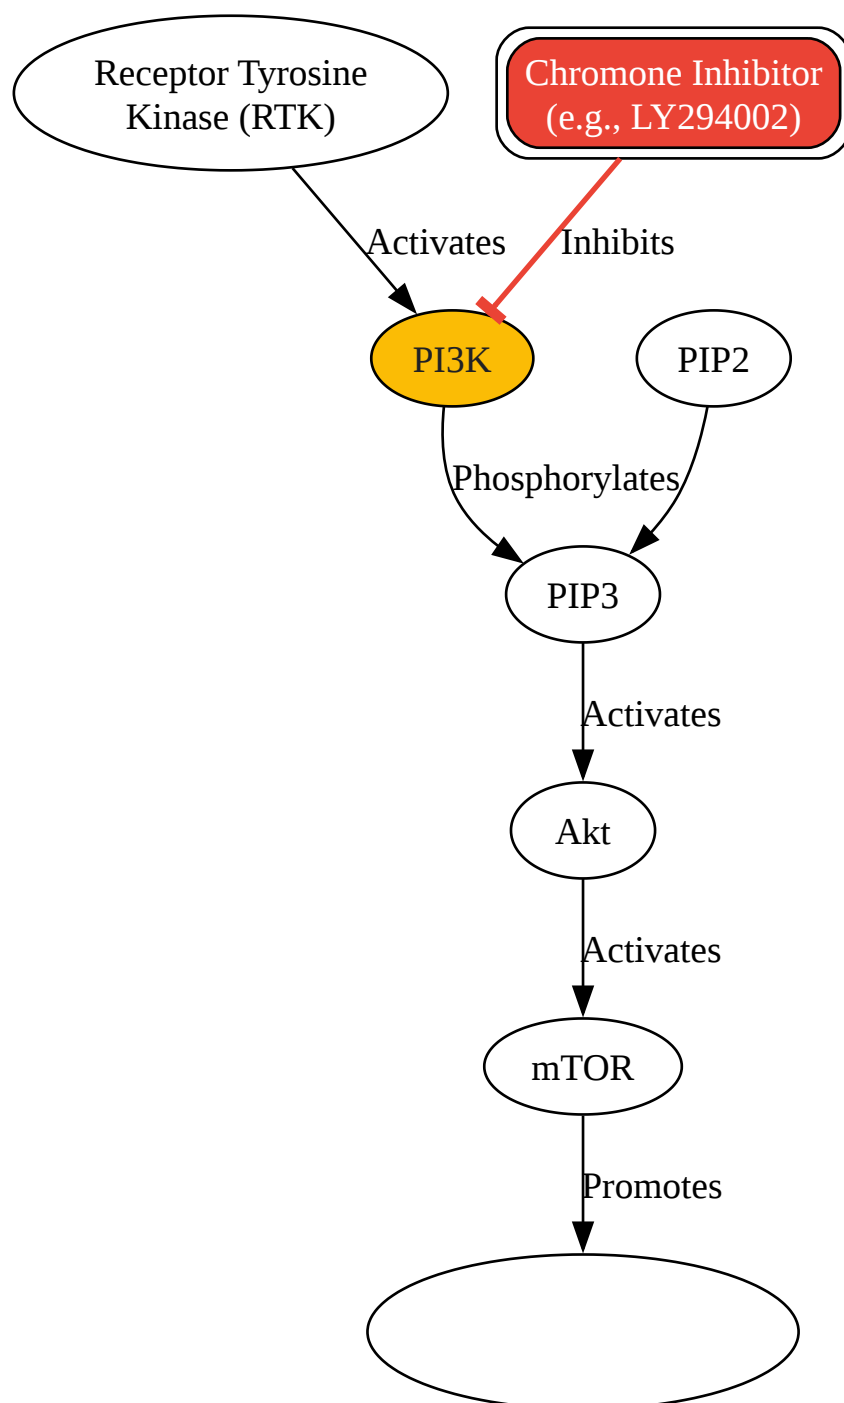 Receptor Tyrosine
Kinase (RTK)
Chromone Inhibitor
(e.g., LY294002)
Activates
Inhibits
PI3K
PIP2
Phosphorylates
PIP3
Activates
Akt
Activates
mTOR
Promotes